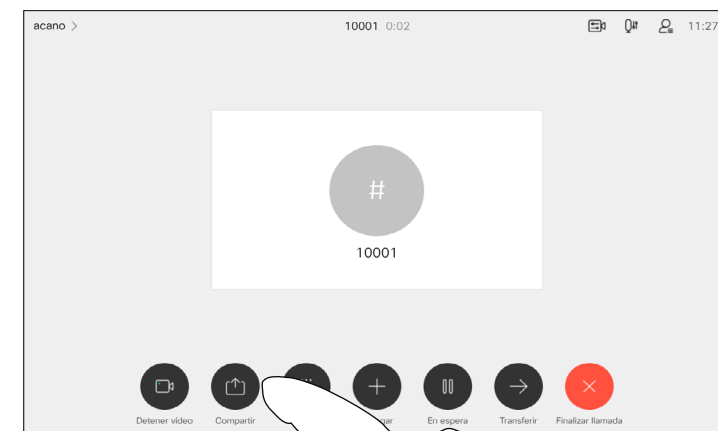 acano >
10001 0:02
11:27
#
10001
Detener vídeo
Compartir
En espera
Transferir
Finalizar llamada